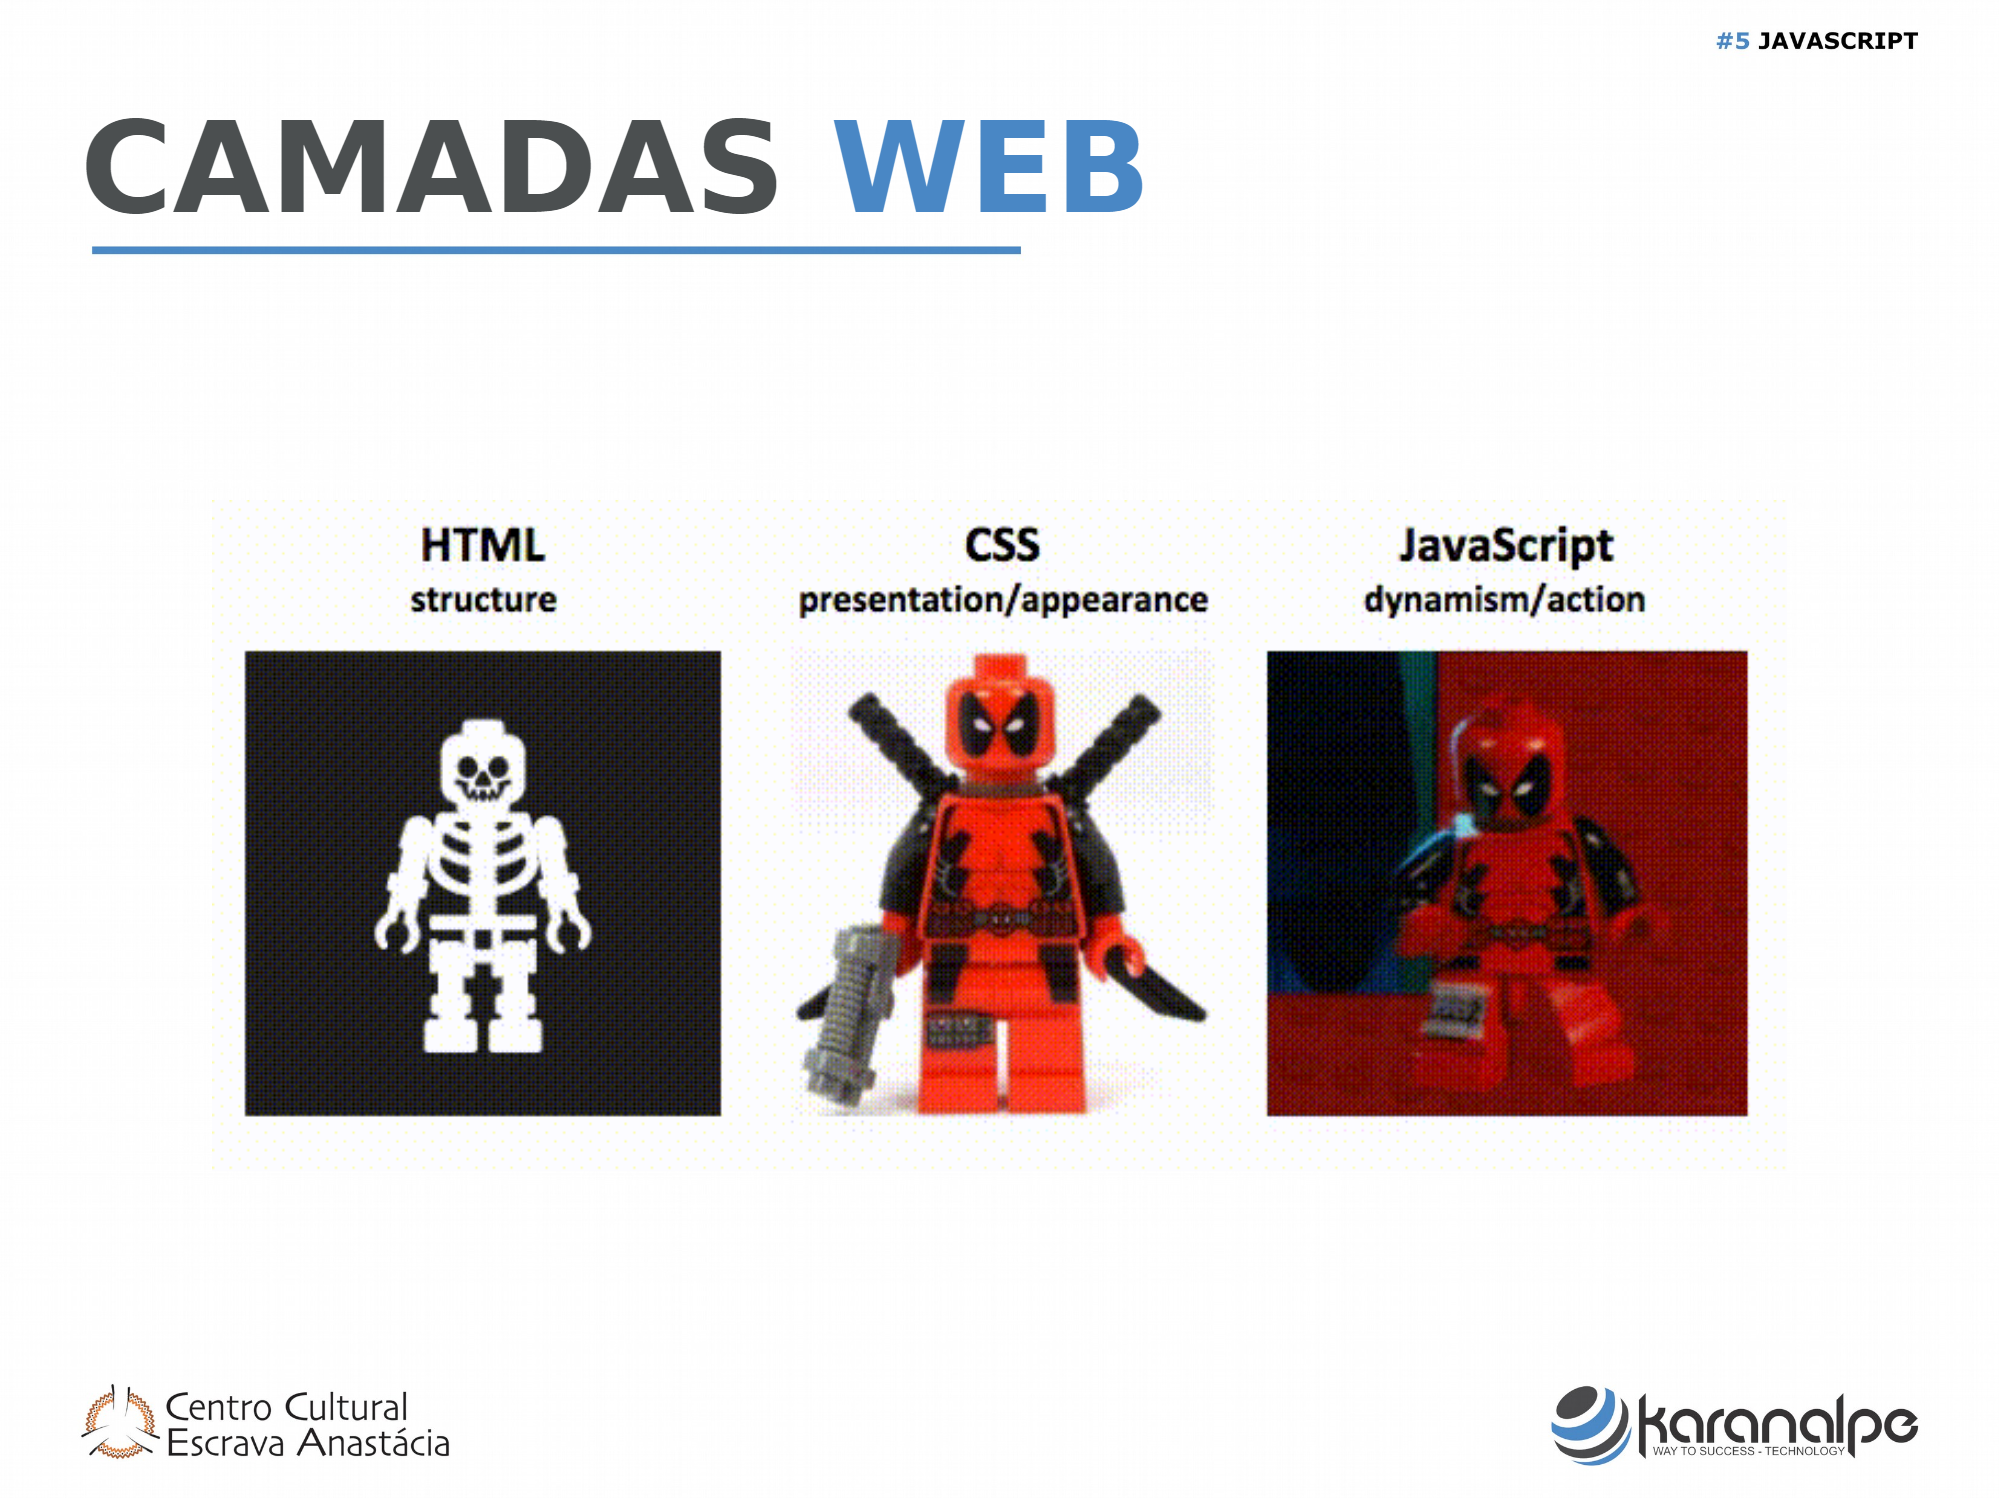 #5 JAVASCRIPT
CAMADAS WEB
HTML
structure
CSS
presentation/appearance
JavaScript
dynamism/action
Centro Cultural
Escrava Anastácia
karanalpe
WAY TO SUCCESS - TECHNOLOGY